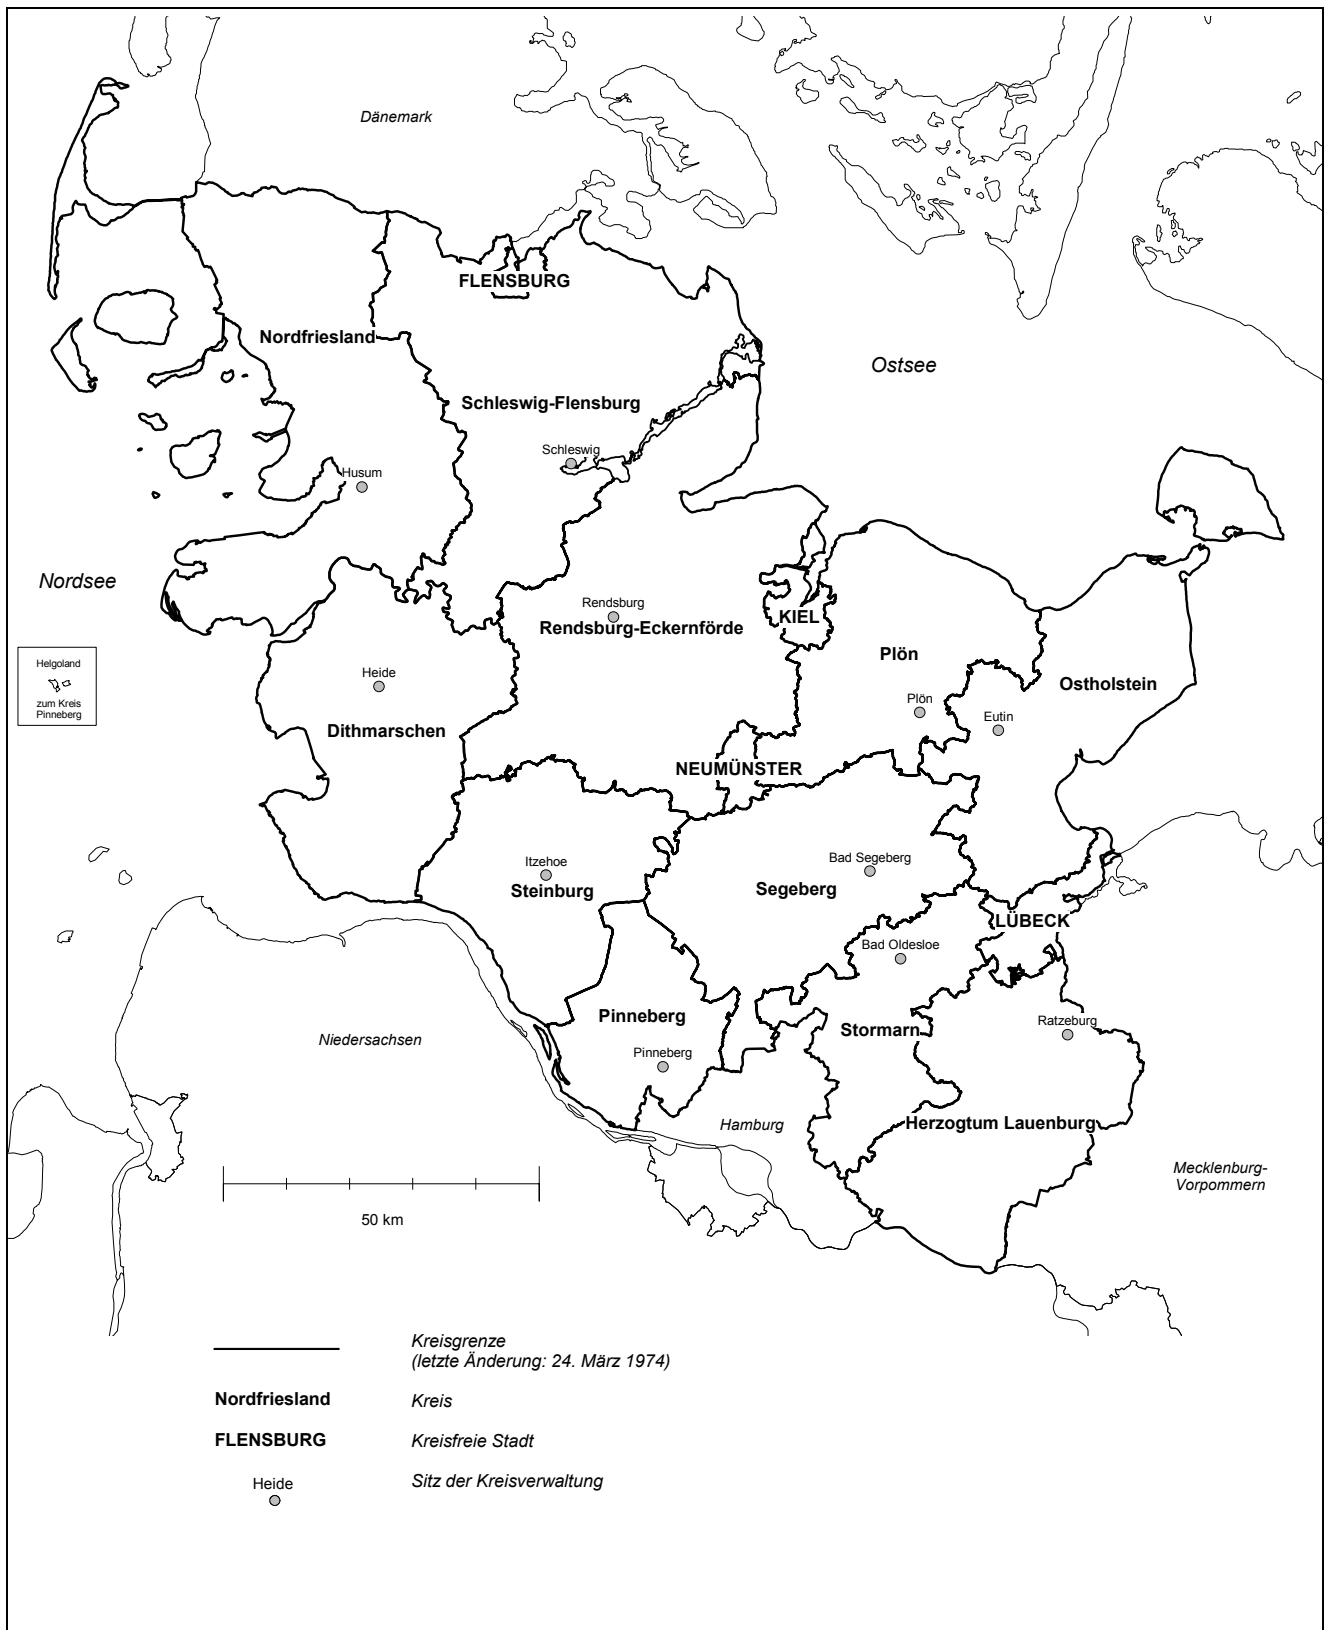 Dänemark
FLENSBURG
Nordfriesland
Ostsee
Schleswig-Flensburg
Schleswig
Husum
Nordsee
Rendsburg
Rendsburg-Eckernförde
KIEL
Plön
Helgoland
zum Kreis
Pinneberg
Heide
Ostholstein
Plön
Eutin
Dithmarschen
NEUMÜNSTER
Itzehoe
Steinburg
Bad Segeberg
Segeberg
LÜBECK
Bad Oldesloe
Pinneberg
Stormarn
Ratzeburg
Niedersachsen
Pinneberg
Hamburg
Herzogtum Lauenburg
Mecklenburg-
Vorpommern
50 km
Kreisgrenze
(letzte Änderung: 24. März 1974)
Nordfriesland Kreis
FLENSBURG Kreisfreie Stadt
Heide Sitz der Kreisverwaltung